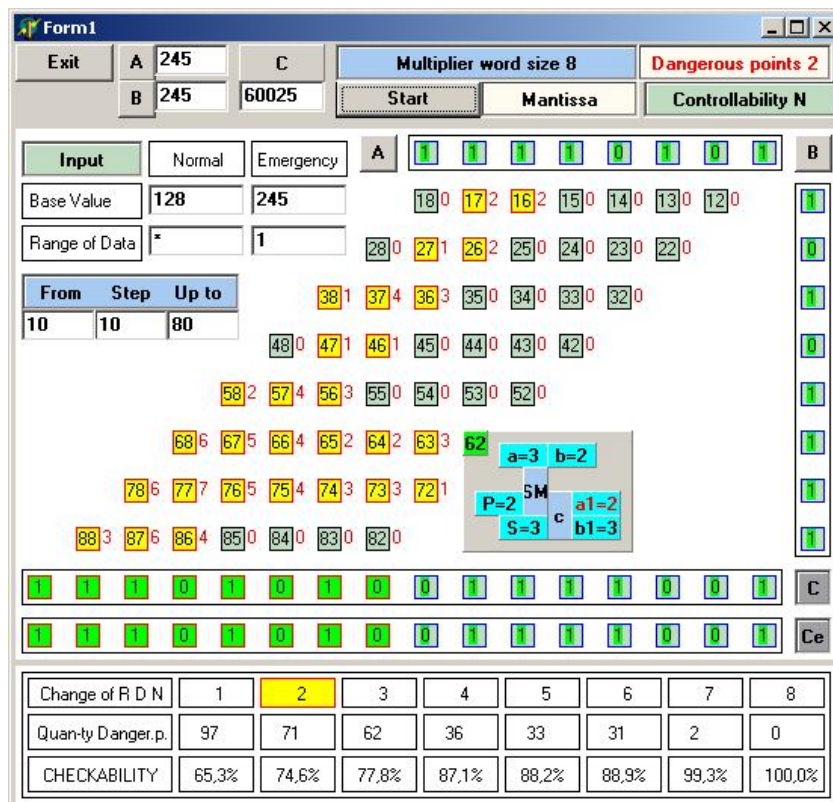 Form1
Exit A 245 C Multiplier word size 8 Dangerous points 2
B 245 60025 Start Mantissa Controllability N
Input Normal Emergency A 1 1 1 1 0 1 0 1 B
Base Value 128 245 18 0 17 2 16 2 15 0 14 0 13 0 12 0 1
Range of Data * 1 28 0 27 1 26 2 25 0 24 0 23 0 22 0 0
From Step Up to 38 1 37 4 36 3 35 0 34 0 33 0 32 0 1
10 10 80
48 0 47 1 46 1 45 0 44 0 43 0 42 0 0
58 2 57 4 56 3 55 0 54 0 53 0 52 0 1
68 6 67 5 66 4 65 2 64 2 63 3 62 1
a=3 b=2
78 6 77 7 76 5 75 4 74 3 73 3 72 1 SM 1
P=2 c a1=2
S=3 b1=3
88 3 87 6 86 4 85 0 84 0 83 0 82 0 1
1 1 1 0 1 0 1 0 0 1 1 1 1 0 0 1 C
1 1 1 0 1 0 1 0 0 1 1 1 1 0 0 1 Ce
Change of R D N 1 2 3 4 5 6 7 8
Quan-ty Danger.p. 97 71 62 36 33 31 2 0
CHECKABILITY 65,3% 74,6% 77,8% 87,1% 88,2% 88,9% 99,3% 100,0%